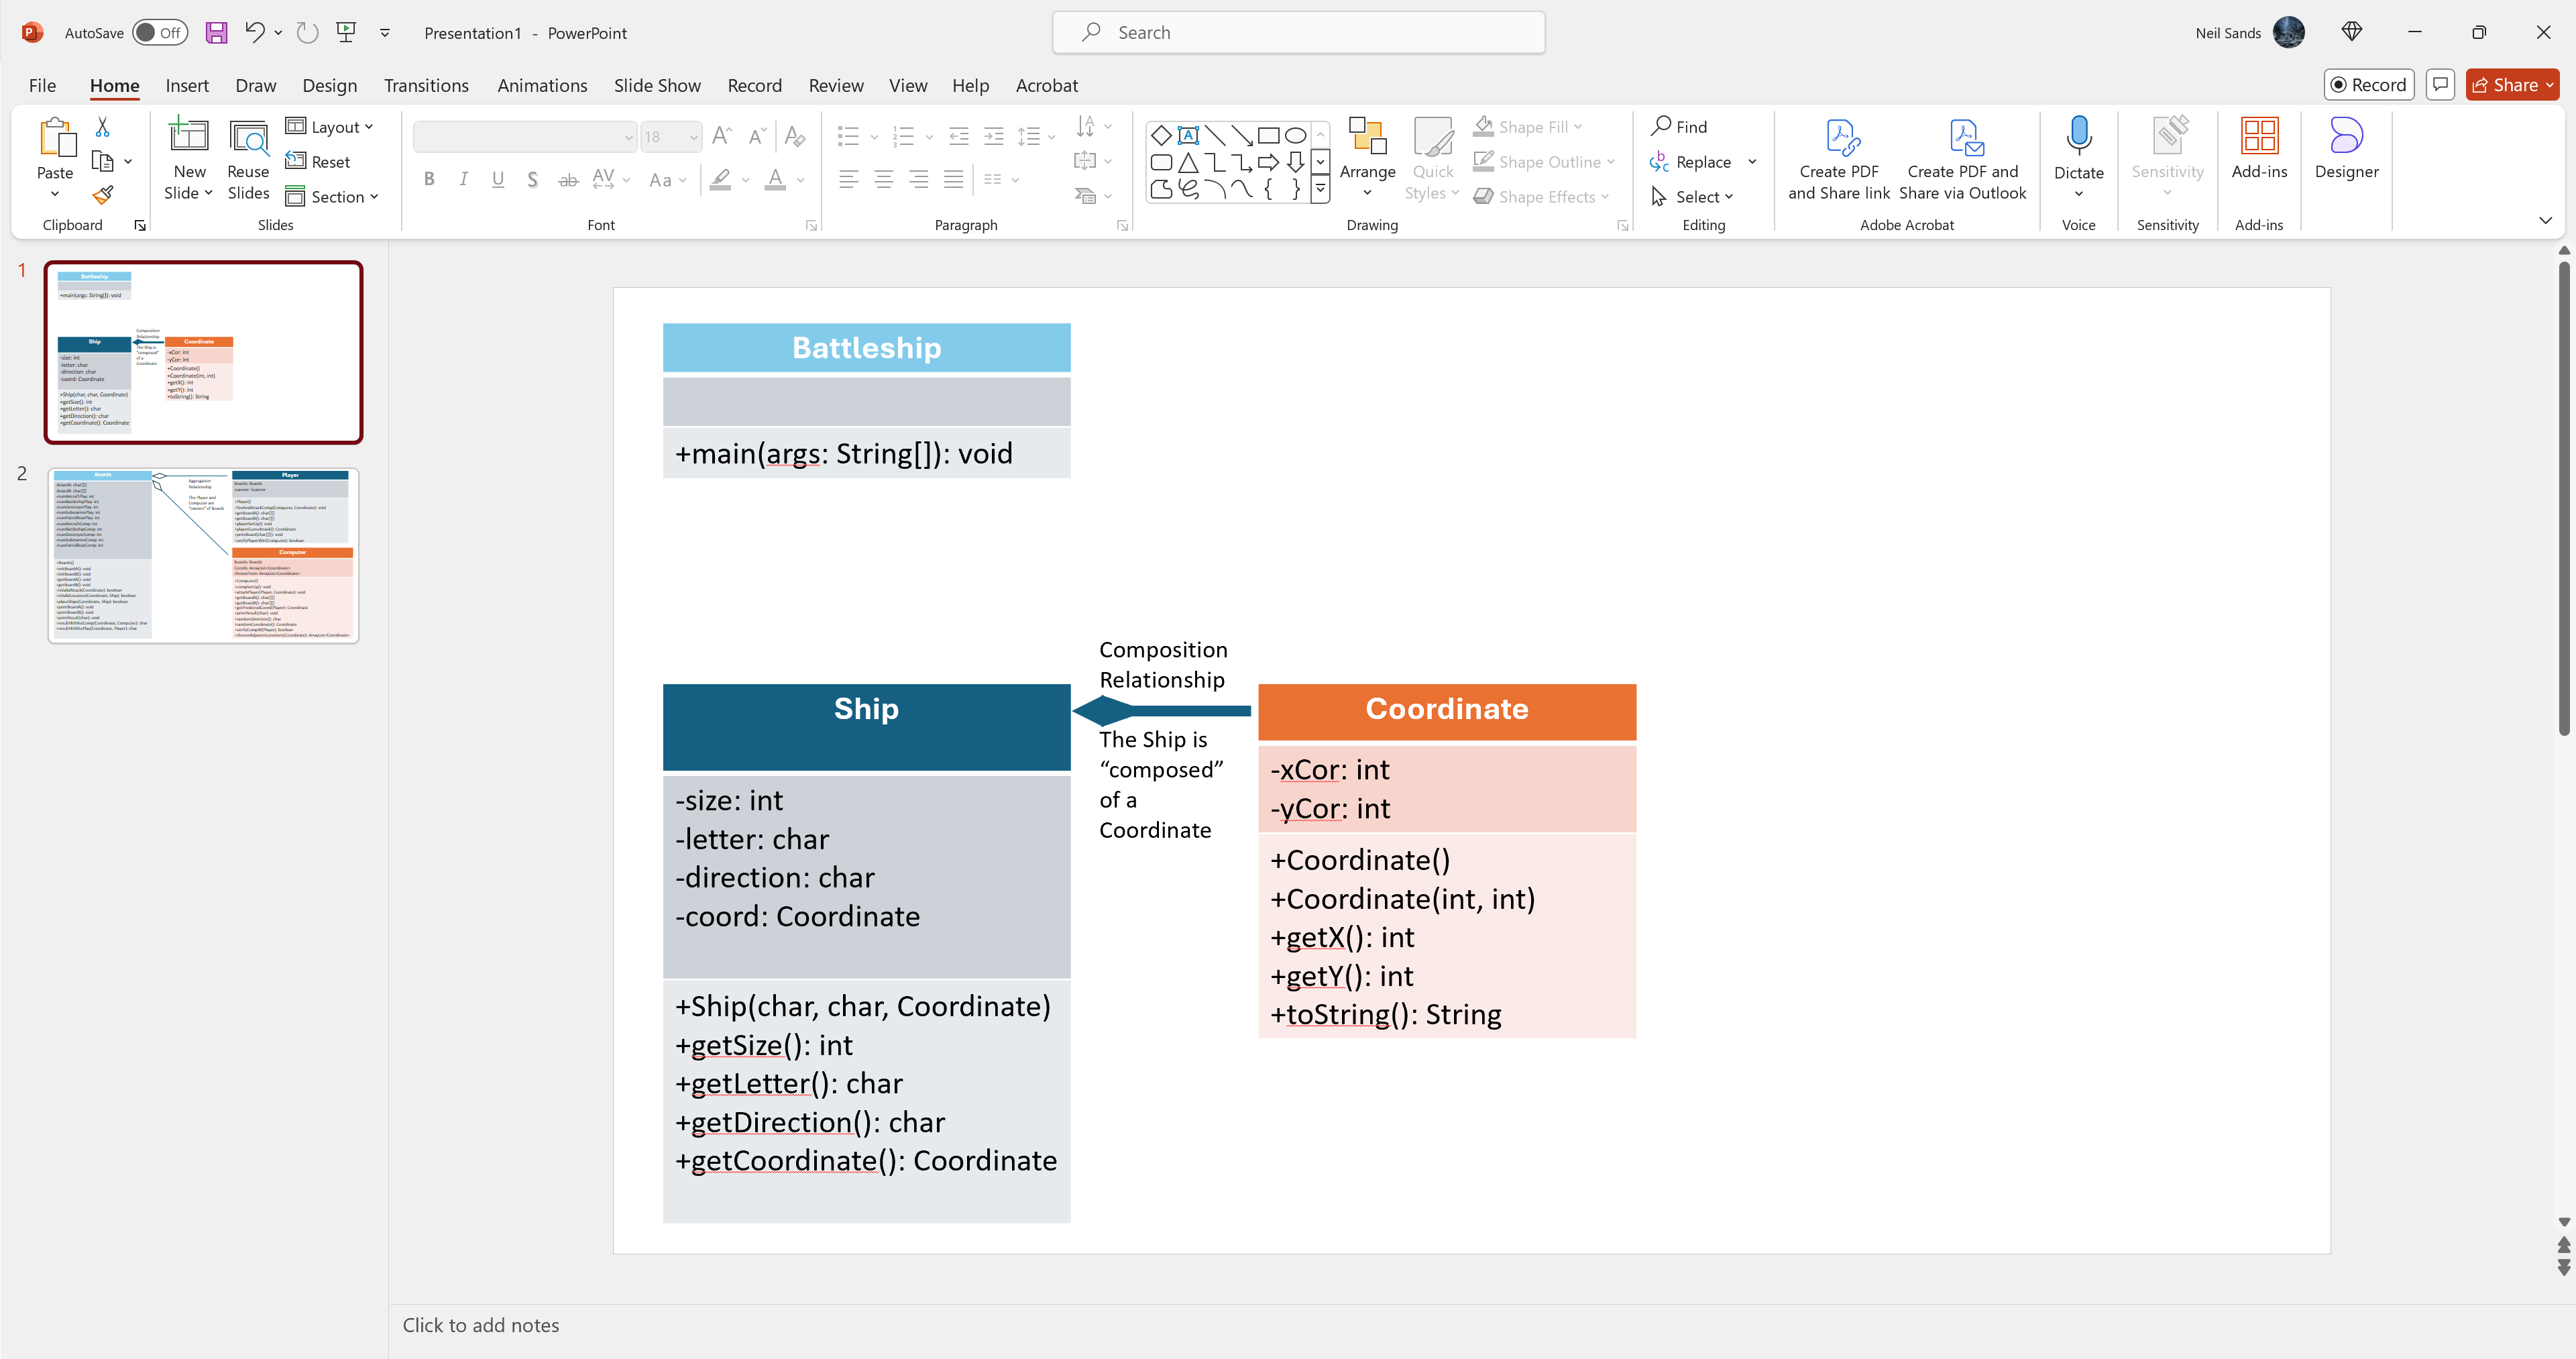 AutoSave Off Presentation1 - PowerPoint Search Neil Sands
File Home Insert Draw Design Transitions Animations Slide Show Record Review View Help Acrobat Record Share
Paste New Slide Reuse Slides Layout Reset Section 18 Arrange Quick Styles Shape Fill Shape Outline Shape Effects Find Replace Select Create PDF and Share link Create PDF and Share via Outlook Dictate Sensitivity Add-ins Designer
Clipboard Slides Font Paragraph Drawing Editing Adobe Acrobat Voice Sensitivity Add-ins
1
2
Battleship
+main(args: String[]): void
Composition
Relationship
Ship
The Ship is
“composed”
of a
Coordinate
-size: int
-letter: char
-direction: char
-coord: Coordinate
+Ship(char, char, Coordinate)
+getSize(): int
+getLetter(): char
+getDirection(): char
+getCoordinate(): Coordinate
Coordinate
-xCor: int
-yCor: int
+Coordinate()
+Coordinate(int, int)
+getX(): int
+getY(): int
+toString(): String
Click to add notes